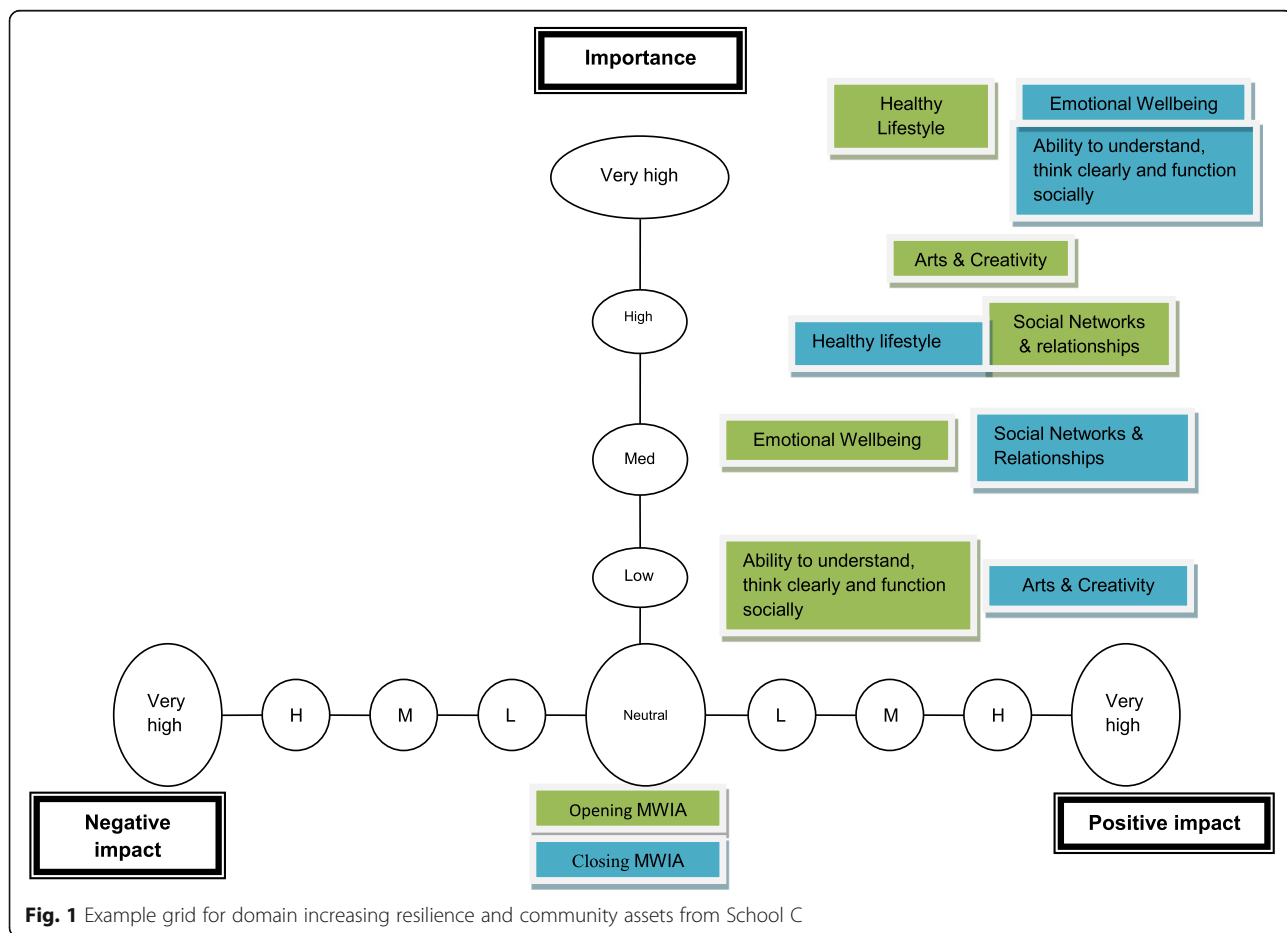 Importance
Healthy
Lifestyle
Emotional Wellbeing
Ability to understand,
think clearly and function
socially
Very high
Arts & Creativity
High
Healthy lifestyle
Social Networks
& relationships
Med
Emotional Wellbeing
Social Networks &
Relationships
Low
Ability to understand,
think clearly and function
socially
Arts & Creativity
Very
high
H
M
L
Neutral
L
M
H
Very
high
Negative
impact
Opening MWIA
Closing MWIA
Positive impact
Fig. 1 Example grid for domain increasing resilience and community assets from School C